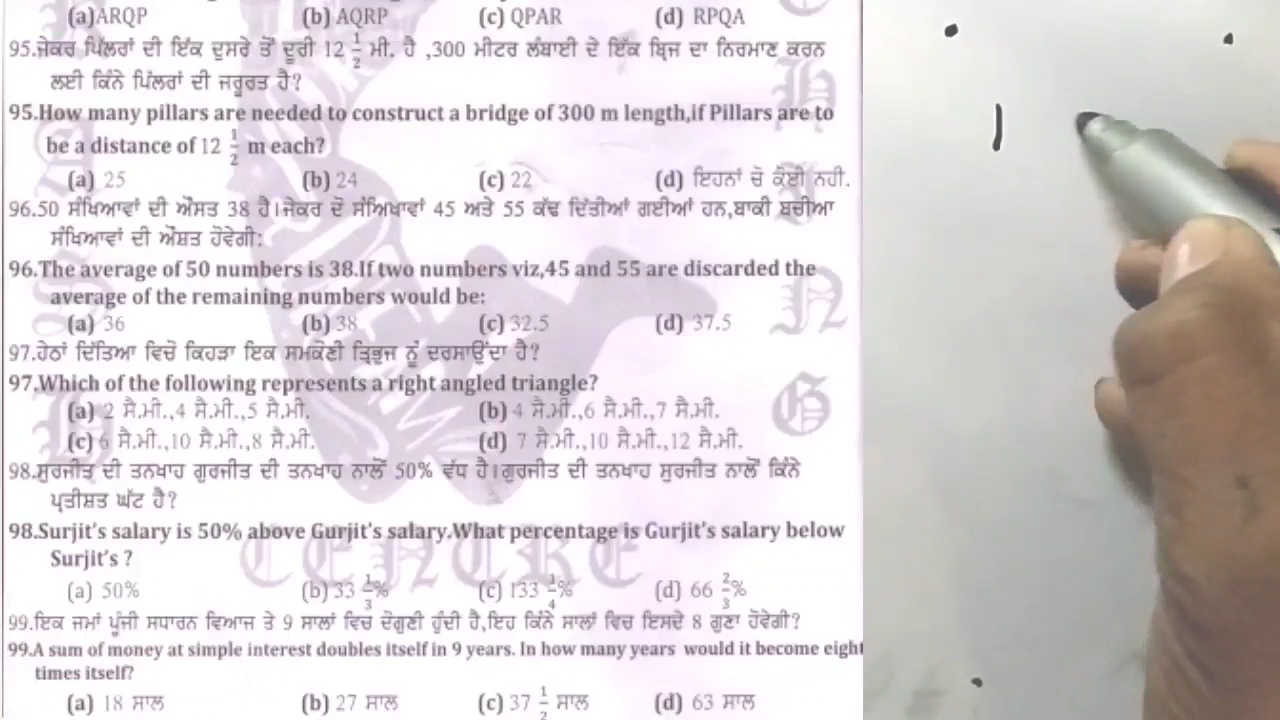 (a)ARQP (b) AQRP (c) QPAR (d) RPQA
95.ਜੇਕਰ ਪਿੱਲਰਾਂ ਦੀ ਇੱਕ ਦੁਸਰੇ ਤੋਂ ਦੂਰੀ 12 1/2 ਮੀ. ਹੈ ,300 ਮੀਟਰ ਲੰਬਾਈ ਦੇ ਇੱਕ ਬ੍ਰਿਜ ਦਾ ਨਿਰਮਾਣ ਕਰਨ
ਲਈ ਕਿੰਨੇ ਪਿੱਲਰਾਂ ਦੀ ਜਰੂਰਤ ਹੈ?
95.How many pillars are needed to construct a bridge of 300 m length,if Pillars are to
be a distance of 12 1/2 m each?
(a) 25 (b) 24 (c) 22 (d) ਇਹਨਾਂ ਚੋ ਕੋਈ ਨਹੀ.
96.50 ਸੰਖਿਆਵਾਂ ਦੀ ਔਸਤ 38 ਹੈ।ਜੇਕਰ ਦੋ ਸੰਅਿਖਾਵਾਂ 45 ਅਤੇ 55 ਕੱਢ ਦਿੱਤੀਆਂ ਗਈਆਂ ਹਨ,ਬਾਕੀ ਬਚੀਆ
ਸੰਖਿਆਵਾਂ ਦੀ ਔਸ਼ਤ ਹੋਵੇਗੀ:
96.The average of 50 numbers is 38.If two numbers viz,45 and 55 are discarded the
average of the remaining numbers would be:
(a) 36 (b) 38 (c) 32.5 (d) 37.5
97.ਹੇਠਾਂ ਦਿੱਤਿਆ ਵਿਚੋ ਕਿਹੜਾ ਇਕ ਸਮਕੋਣੀ ਤ੍ਰਿਭੁਜ ਨੂੰ ਦਰਸਾਉਂਦਾ ਹੈ?
97.Which of the following represents a right angled triangle?
(a) 2 ਸੈ.ਮੀ.,4 ਸੈ.ਮੀ.,5 ਸੈ.ਮੀ. (b) 4 ਸੈ.ਮੀ.,6 ਸੈ.ਮੀ.,7 ਸੈ.ਮੀ.
(c) 6 ਸੈ.ਮੀ.,10 ਸੈ.ਮੀ.,8 ਸੈ.ਮੀ. (d) 7 ਸੈ.ਮੀ.,10 ਸੈ.ਮੀ.,12 ਸੈ.ਮੀ.
98.ਸੁਰਜੀਤ ਦੀ ਤਨਖਾਹ ਗੁਰਜੀਤ ਦੀ ਤਨਖਾਹ ਨਾਲੋਂ 50% ਵੱਧ ਹੈ।ਗੁਰਜੀਤ ਦੀ ਤਨਖਾਹ ਸੁਰਜੀਤ ਨਾਲੋਂ ਕਿੰਨੇ
ਪ੍ਰਤੀਸ਼ਤ ਘੱਟ ਹੈ?
98.Surjit's salary is 50% above Gurjit's salary.What percentage is Gurjit's salary below
Surjit's ?
(a) 50% (b) 33 1/3% (c) 133 1/4% (d) 66 2/3%
99.ਇਕ ਜਮਾਂ ਪੂੰਜੀ ਸਧਾਰਨ ਵਿਆਜ ਤੇ 9 ਸਾਲਾਂ ਵਿਚ ਦੋਗੁਣੀ ਹੁੰਦੀ ਹੈ,ਇਹ ਕਿੰਨੇ ਸਾਲਾਂ ਵਿਚ ਇਸਦੇ 8 ਗੁਣਾ ਹੋਵੇਗੀ?
99.A sum of money at simple interest doubles itself in 9 years. In how many years would it become eight
times itself?
(a) 18 ਸਾਲ (b) 27 ਸਾਲ (c) 37 1/2 ਸਾਲ (d) 63 ਸਾਲ
CENTRE